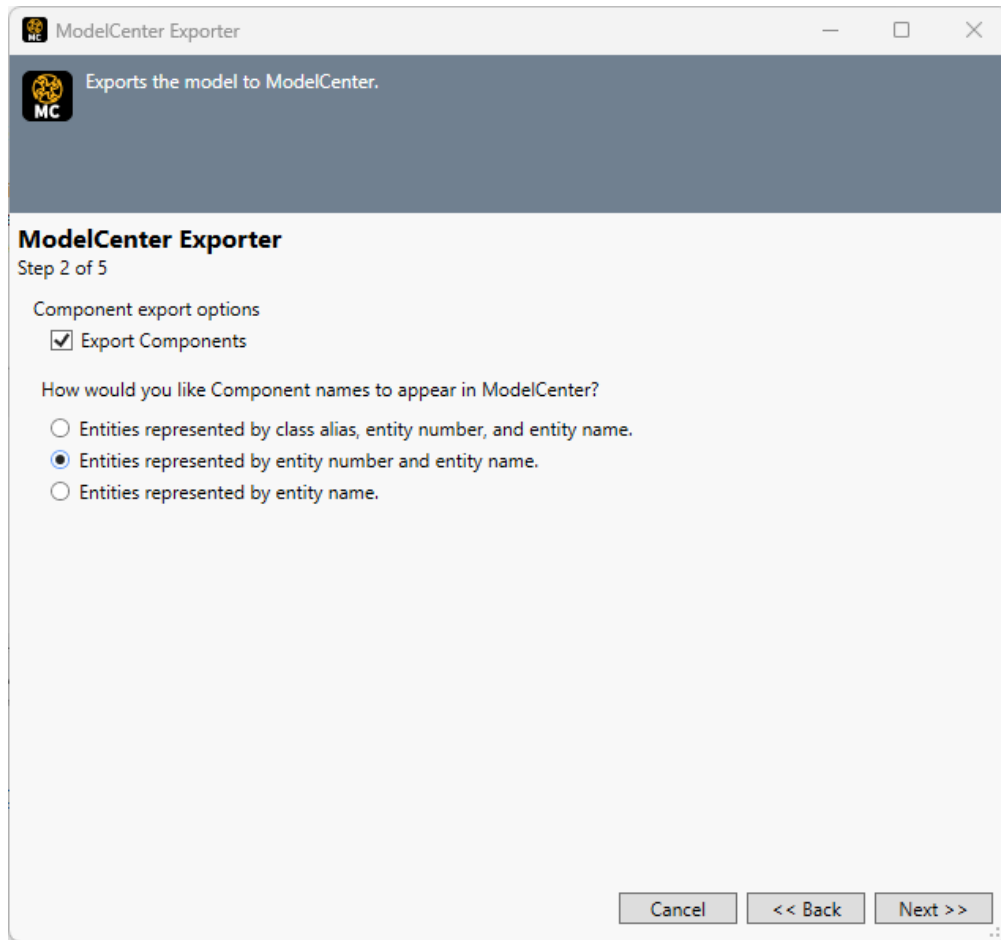 ModelCenter Exporter
Exports the model to ModelCenter.
MC
ModelCenter Exporter
Step 2 of 5
Component export options
Export Components
How would you like Component names to appear in ModelCenter?
Entities represented by class alias, entity number, and entity name.
Entities represented by entity number and entity name.
Entities represented by entity name.
Cancel
<< Back
Next >>